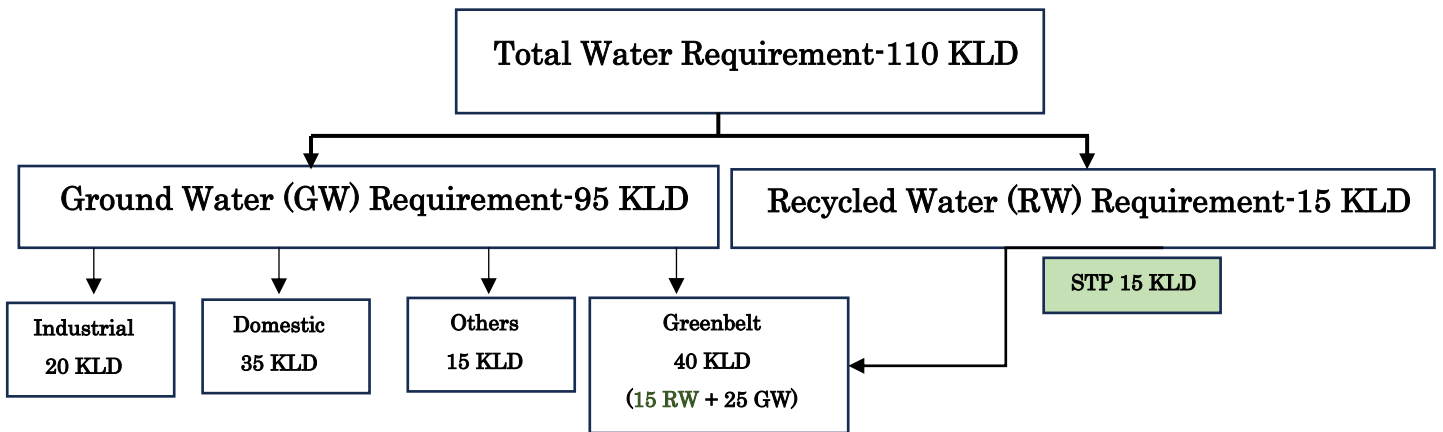 Total Water Requirement-110 KLD
Ground Water (GW) Requirement-95 KLD
Recycled Water (RW) Requirement-15 KLD
STP 15 KLD
Industrial
20 KLD
Domestic
35 KLD
Others
15 KLD
Greenbelt
40 KLD
(15 RW + 25 GW)